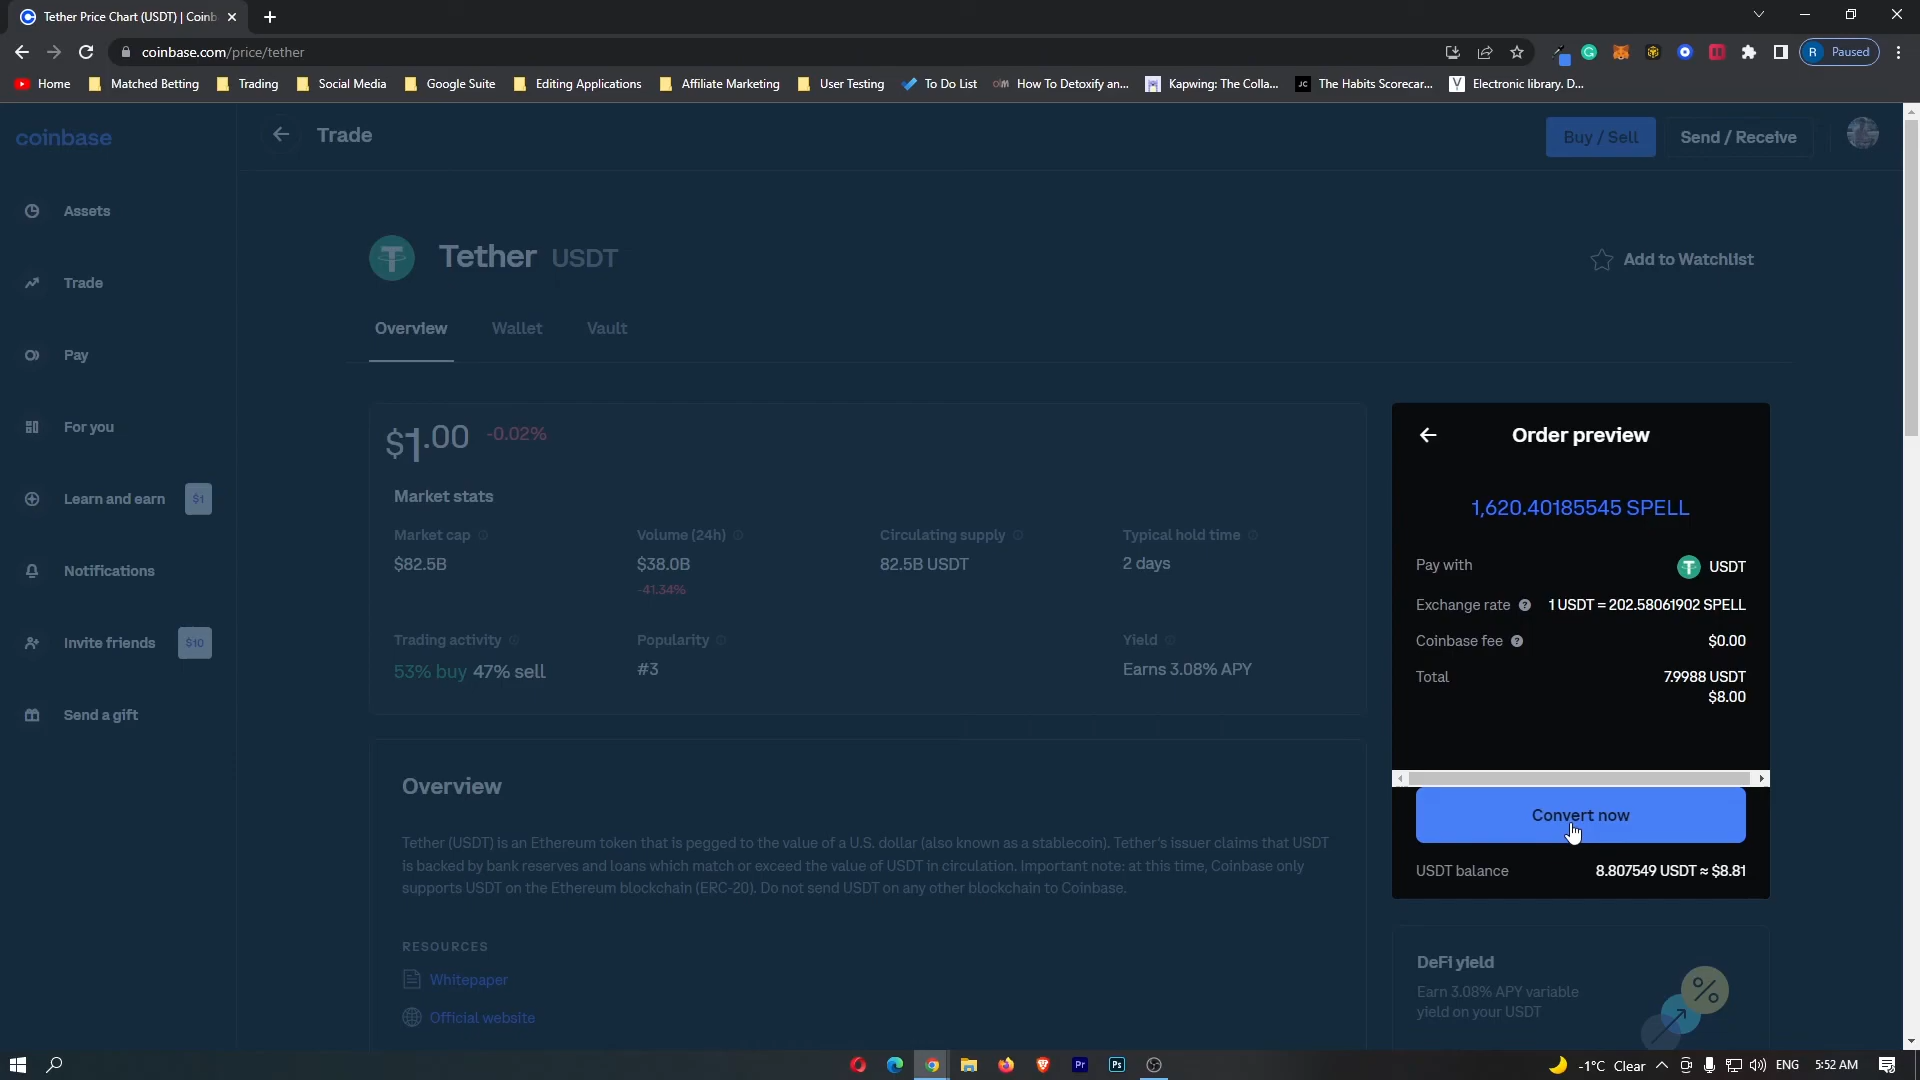 Tether Price Chart (USDT) | Coinb
coinbase.com/price/tether
R Paused
Home Matched Betting Trading Social Media Google Suite Editing Applications Affiliate Marketing User Testing To Do List How To Detoxify an... Kapwing: The Colla... JC The Habits Scorecar... V Electronic library. D...
coinbase
Trade
Buy / Sell
Send / Receive
Assets
Trade
Pay
For you
Learn and earn $1
Notifications
Invite friends $10
Send a gift
Tether USDT
Add to Watchlist
Overview Wallet Vault
$1.00 -0.02%
Market stats
Market cap Volume (24h) Circulating supply Typical hold time
$82.5B $38.0B 82.5B USDT 2 days
-41.34%
Trading activity Popularity Yield
53% buy 47% sell #3 Earns 3.08% APY
Overview
Tether (USDT) is an Ethereum token that is pegged to the value of a U.S. dollar (also known as a stablecoin). Tether's issuer claims that USDT
is backed by bank reserves and loans which match or exceed the value of USDT in circulation. Important note: at this time, Coinbase only
supports USDT on the Ethereum blockchain (ERC-20). Do not send USDT on any other blockchain to Coinbase.
RESOURCES
Whitepaper
Official website
Order preview
1,620.40185545 SPELL
Pay with USDT
Exchange rate 1 USDT = 202.58061902 SPELL
Coinbase fee $0.00
Total 7.9988 USDT
$8.00
Convert now
USDT balance 8.807549 USDT ≈ $8.81
DeFi yield
Earn 3.08% APY variable
yield on your USDT
%
Pr Ps
-1°C Clear ENG 5:52 AM